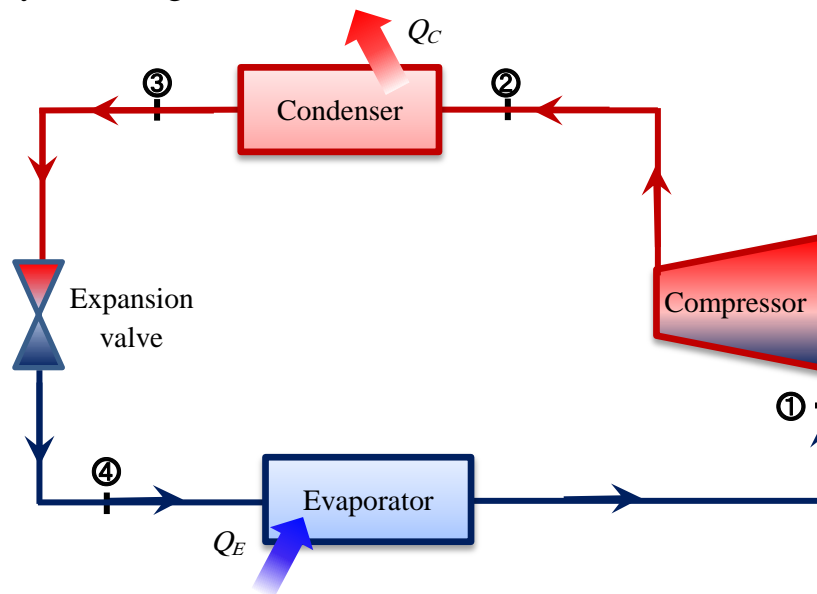 Q_C
③
②
Condenser
Expansion
valve
Compressor
①
④
Evaporator
Q_E